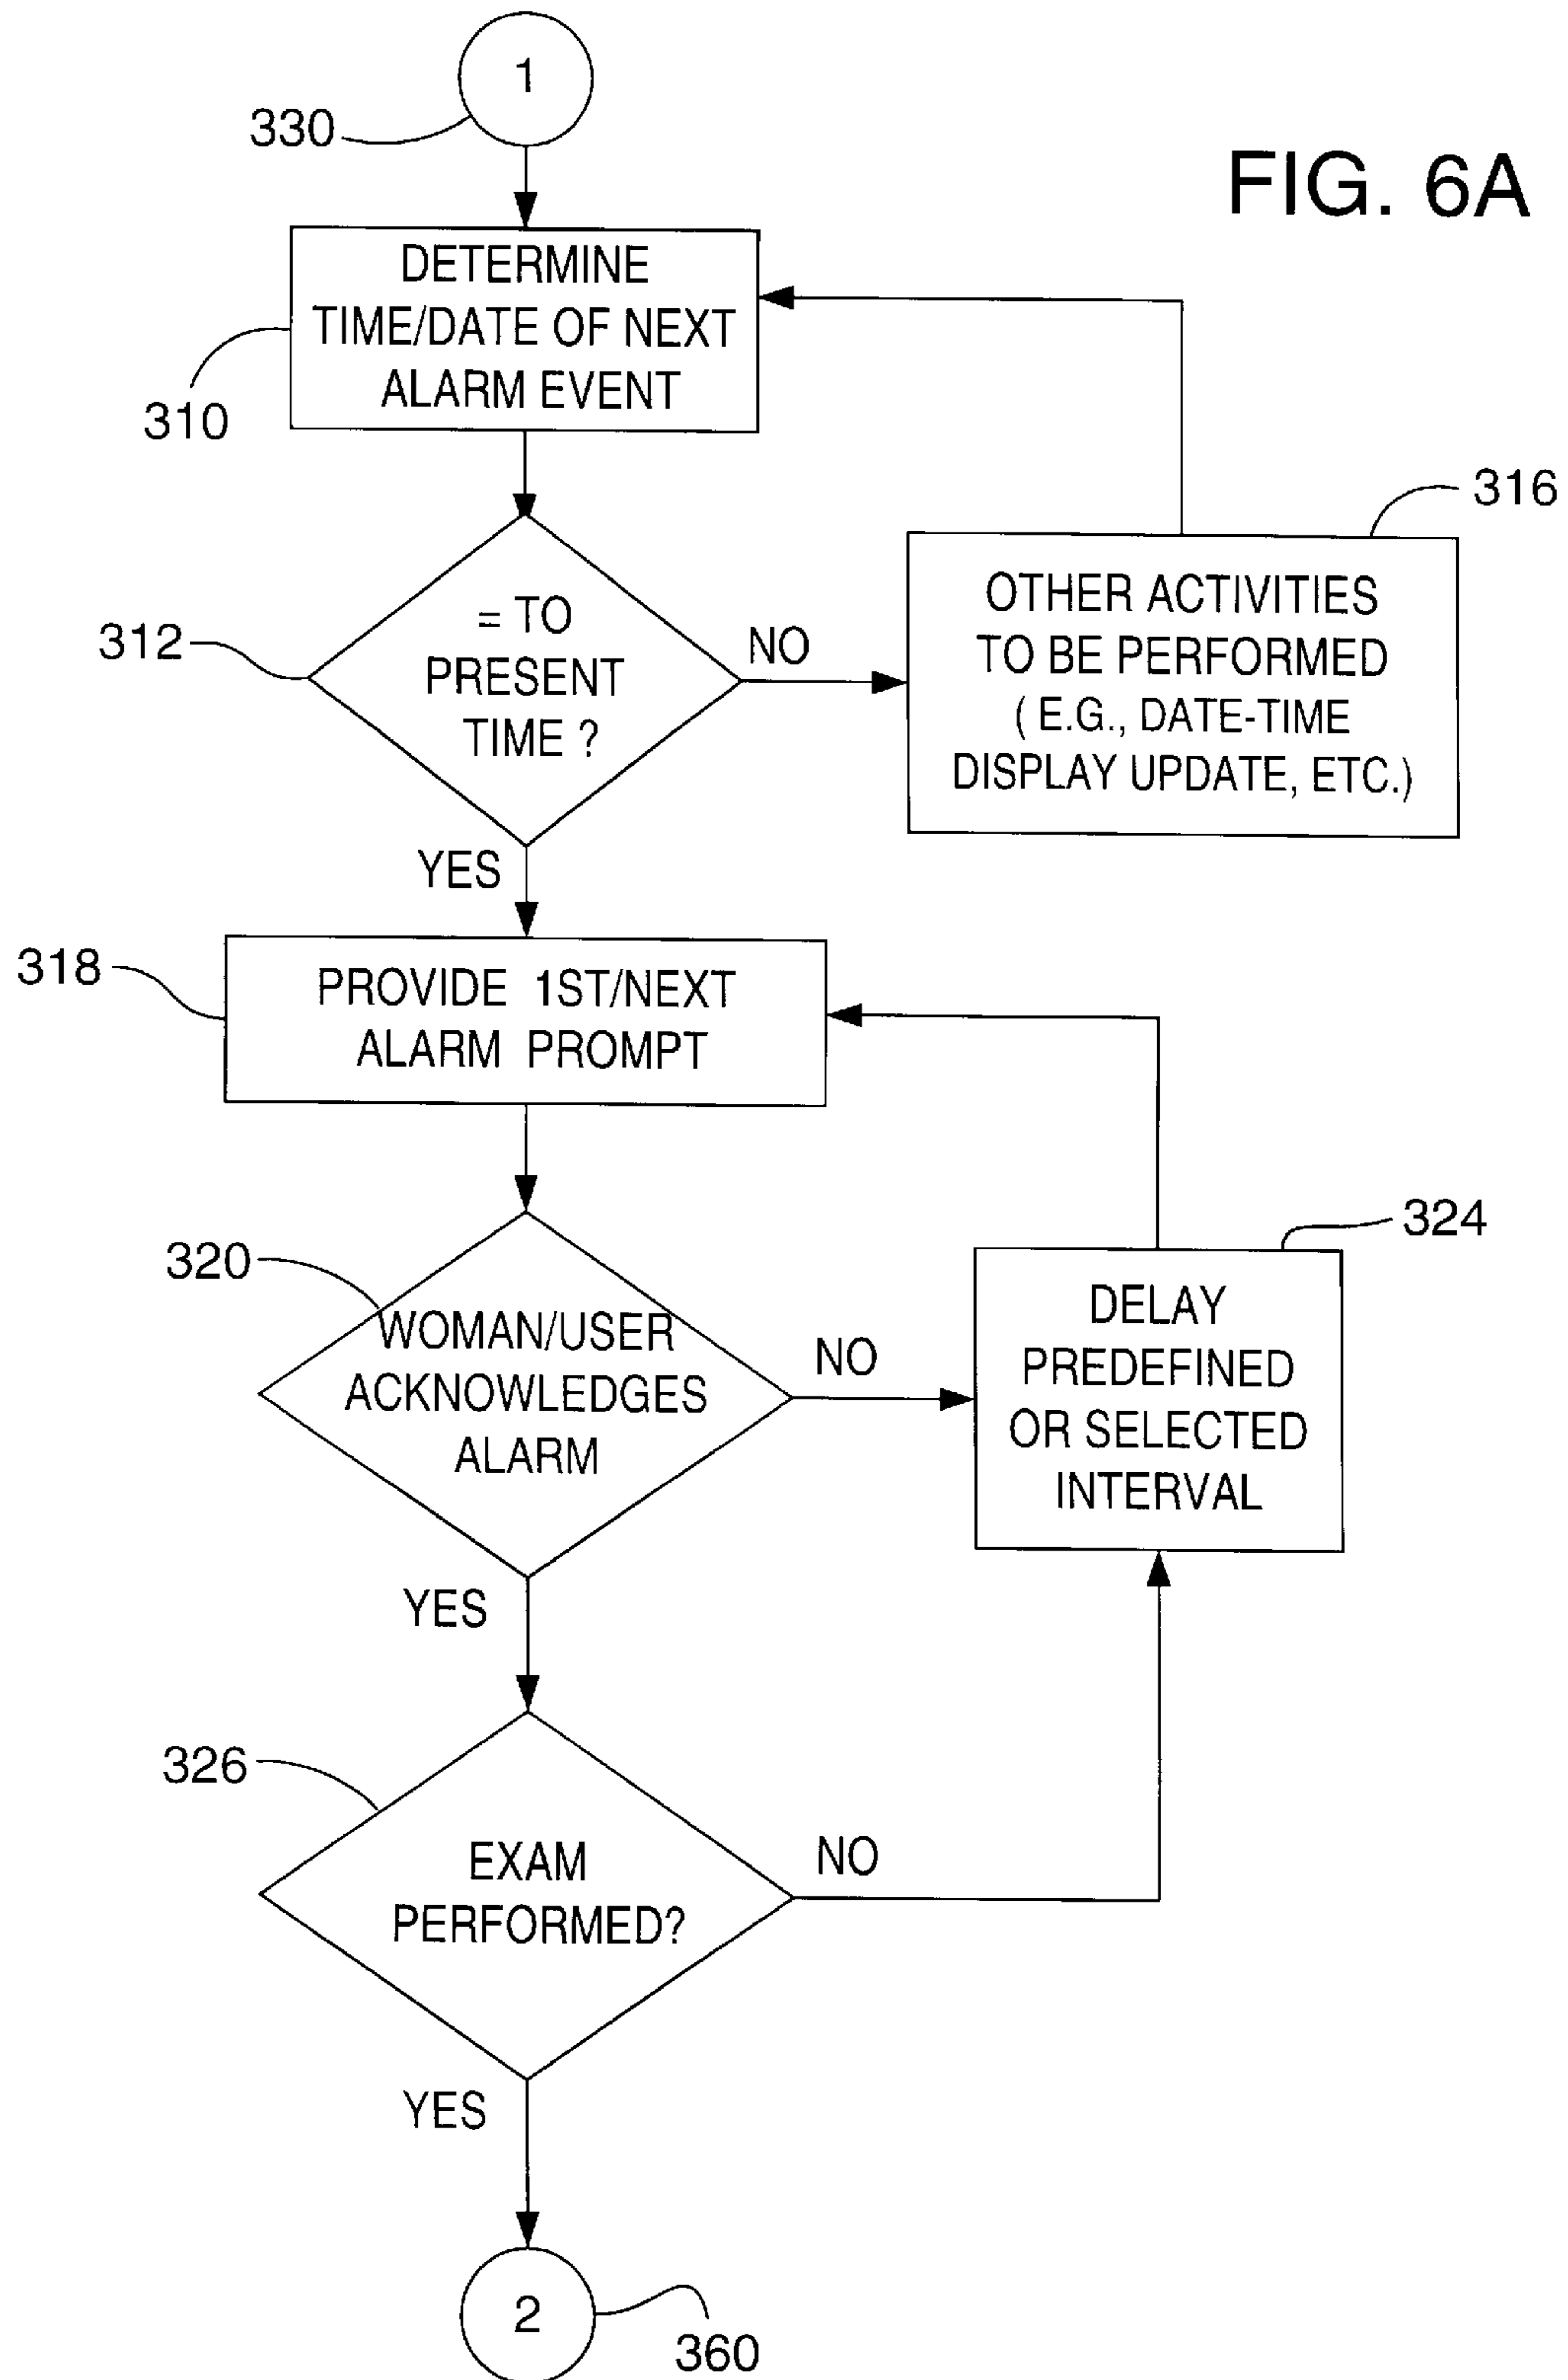 1
330
FIG. 6A
DETERMINE
TIME/DATE OF NEXT
ALARM EVENT
310
316
= TO
PRESENT
TIME ?
312
NO
OTHER ACTIVITIES
TO BE PERFORMED
( E.G., DATE-TIME
DISPLAY UPDATE, ETC.)
YES
318
PROVIDE 1ST/NEXT
ALARM PROMPT
324
320
WOMAN/USER
ACKNOWLEDGES
ALARM
NO
DELAY
PREDEFINED
OR SELECTED
INTERVAL
YES
326
EXAM
PERFORMED?
NO
YES
2
360